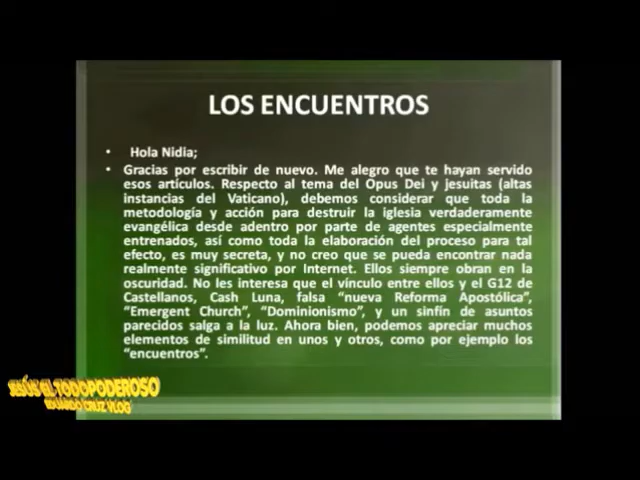 LOS ENCUENTROS
• Hola Nidia;
• Gracias por escribir de nuevo. Me alegro que te hayan servido
esos artículos. Respecto al tema del Opus Dei y jesuitas (altas
instancias del Vaticano), debemos considerar que toda la
metodología y acción para destruir la iglesia verdaderamente
evangélica desde adentro por parte de agentes especialmente
entrenados, así como toda la elaboración del proceso para tal
efecto, es muy secreta, y no creo que se pueda encontrar nada
realmente significativo por Internet. Ellos siempre obran en la
oscuridad. No les interesa que el vínculo entre ellos y el G12 de
Castellanos, Cash Luna, falsa “nueva Reforma Apostólica”,
“Emergent Church”, “Dominionismo”, y un sinfín de asuntos
parecidos salga a la luz. Ahora bien, podemos apreciar muchos
elementos de similitud en unos y otros, como por ejemplo los
“encuentros”.
JESÚS EL TODOPODEROSO
EDUARDO CRUZ VLOG